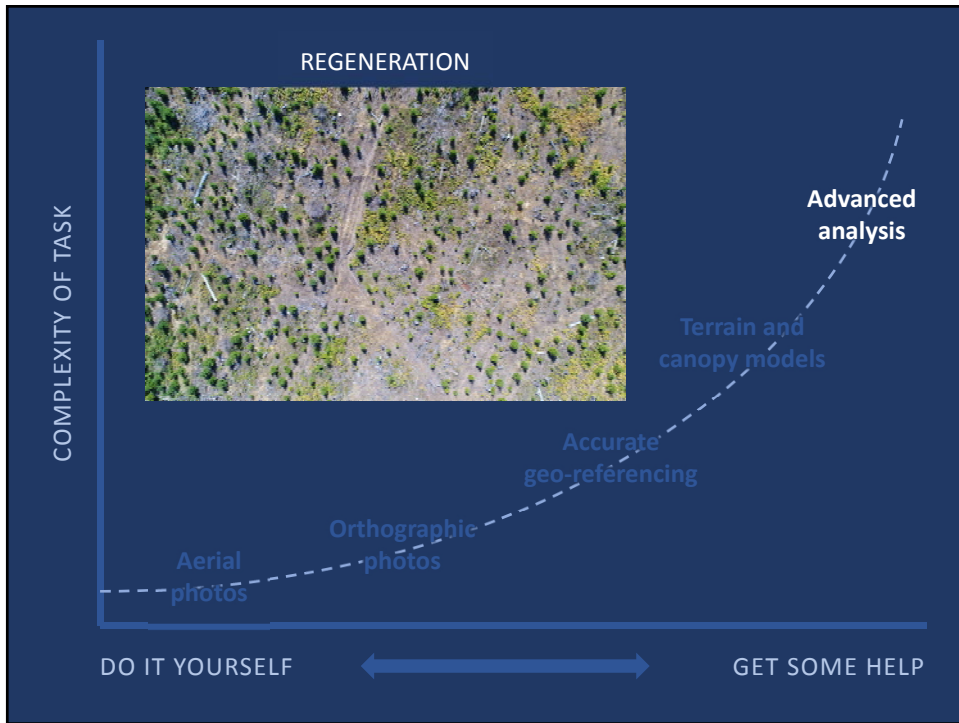 REGENERATION
COMPLEXITY OF TASK
Advanced
analysis
Terrain and
canopy models
Accurate
geo-referencing
Orthographic
photos
Aerial
photos
DO IT YOURSELF
GET SOME HELP